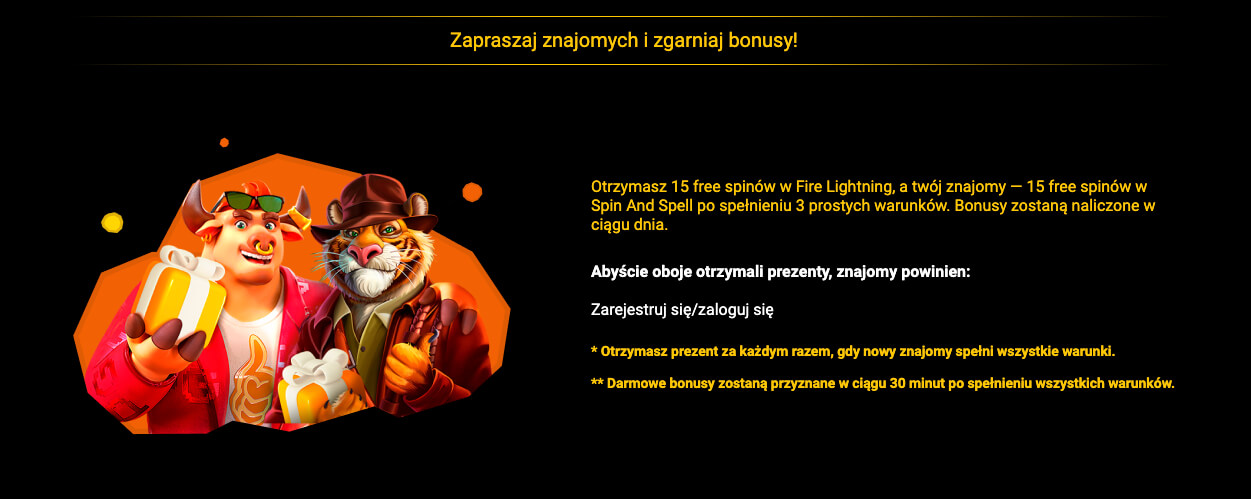 Zapraszaj znajomych i zgarniaj bonusy!
Otrzymasz 15 free spinów w Fire Lightning, a twój znajomy — 15 free spinów w
Spin And Spell po spełnieniu 3 prostych warunków. Bonusy zostaną naliczone w
ciągu dnia.
Abyście oboje otrzymali prezenty, znajomy powinien:
Zarejestruj się/zaloguj się
* Otrzymasz prezent za każdym razem, gdy nowy znajomy spełni wszystkie warunki.
** Darmowe bonusy zostaną przyznane w ciągu 30 minut po spełnieniu wszystkich warunków.